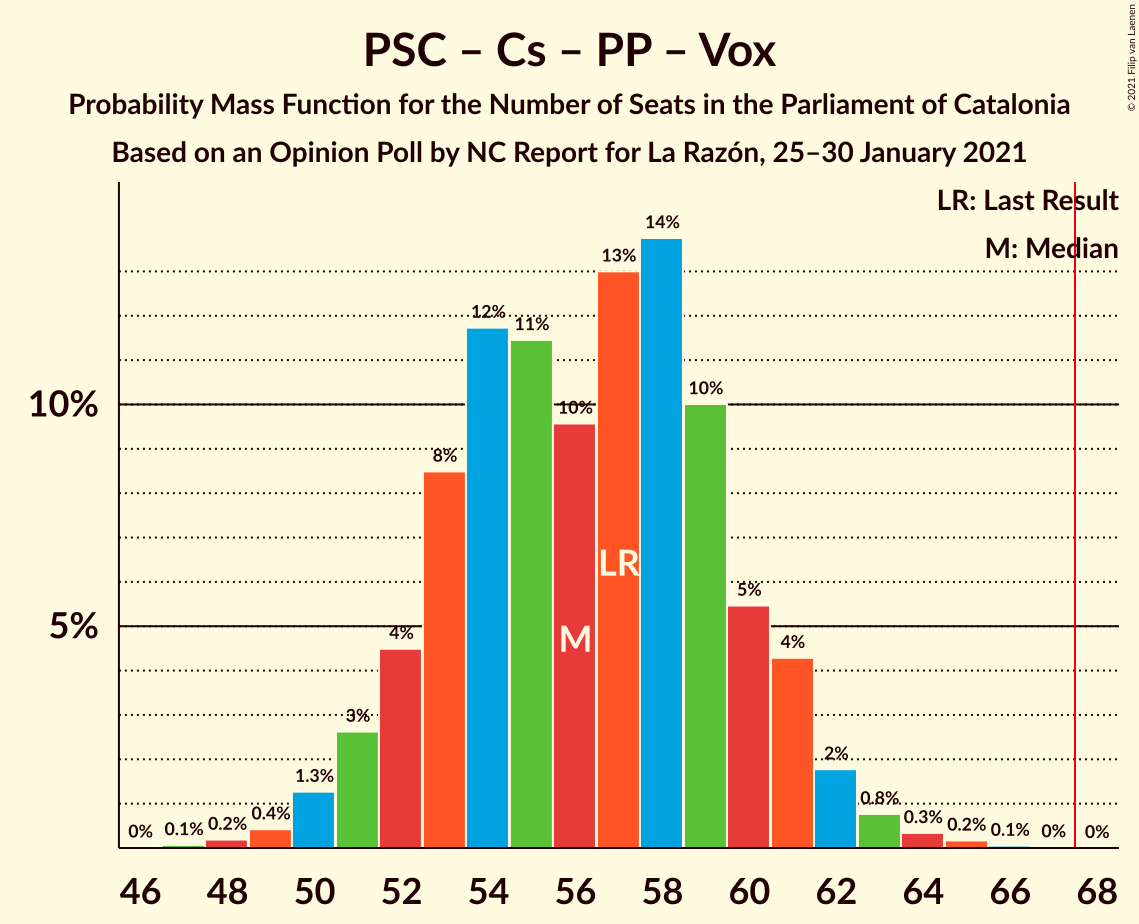 PSC – Cs – PP – Vox
Probability Mass Function for the Number of Seats in the Parliament of Catalonia
Based on an Opinion Poll by NC Report for La Razón, 25–30 January 2021
© 2021 Filip van Laenen
LR: Last Result
M: Median
14%
13%
12%
11%
10%
10%
10%
8%
LR
5%
5%
M
4%
4%
3%
2%
1.3%
0.8%
0.4%
0.3%
0% 0.1% 0.2% 0.2% 0.1% 0% 0%
46 48 50 52 54 56 58 60 62 64 66 68